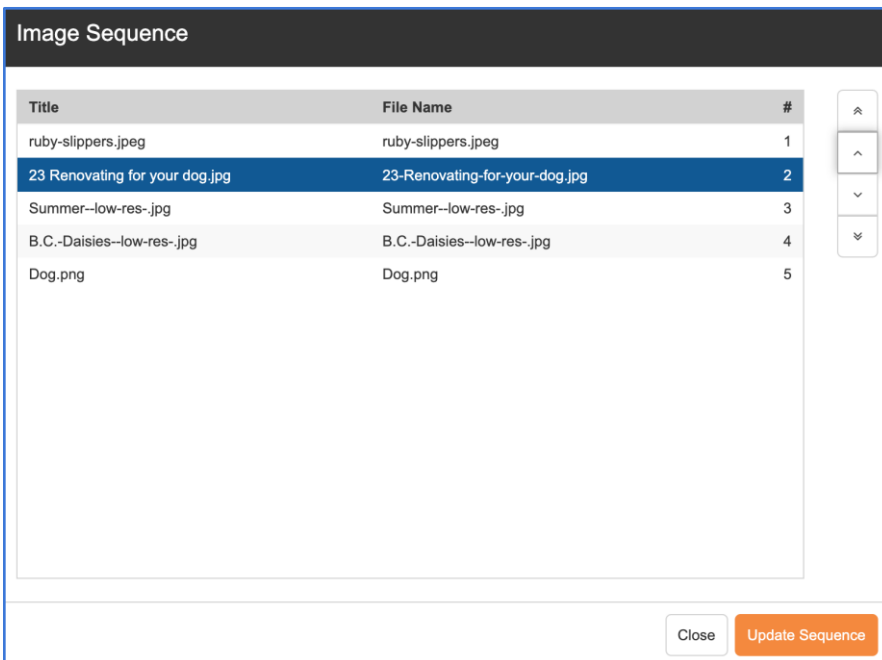 Image Sequence
Title File Name #
ruby-slippers.jpeg ruby-slippers.jpeg 1
23 Renovating for your dog.jpg 23-Renovating-for-your-dog.jpg 2
Summer--low-res-.jpg Summer--low-res-.jpg 3
B.C.-Daisies--low-res-.jpg B.C.-Daisies--low-res-.jpg 4
Dog.png Dog.png 5
Close Update Sequence